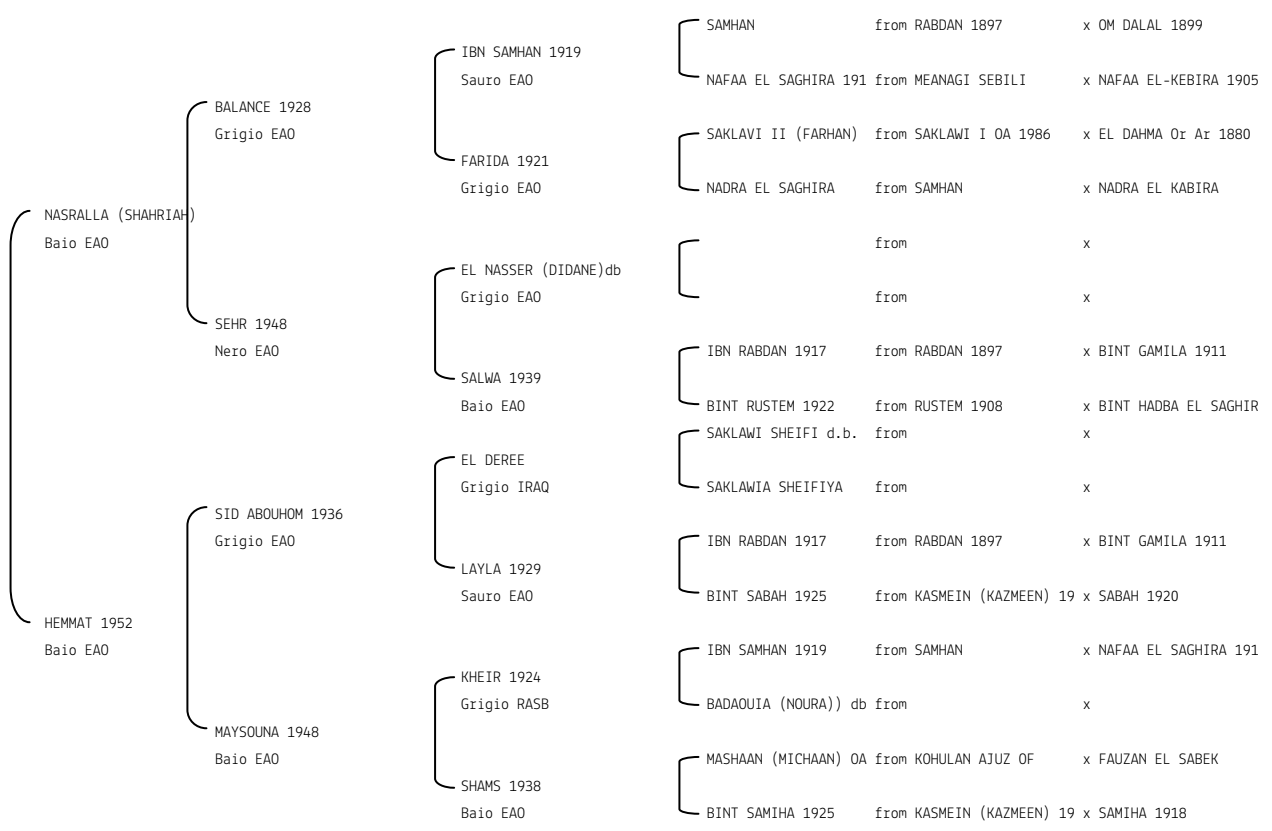 SAMHAN from RABDAN 1897 x OM DALAL 1899
IBN SAMHAN 1919
Sauro EAO
NAFAA EL SAGHIRA 191 from MEANAGI SEBILI x NAFAA EL-KEBIRA 1905
BALANCE 1928
Grigio EAO
SAKLAVI II (FARHAN) from SAKLAWI I OA 1986 x EL DAHMA Or Ar 1880
FARIDA 1921
Grigio EAO
NADRA EL SAGHIRA from SAMHAN x NADRA EL KABIRA
NASRALLA (SHAHRIAH)
Baio EAO
from x
EL NASSER (DIDANE)db
Grigio EAO
from x
SEHR 1948
Nero EAO
IBN RABDAN 1917 from RABDAN 1897 x BINT GAMILA 1911
SALWA 1939
Baio EAO
BINT RUSTEM 1922 from RUSTEM 1908 x BINT HADBA EL SAGHIR
SAKLAWI SHEIFI d.b. from x
EL DEREE
Grigio IRAQ
SAKLAWIA SHEIFIYA from x
SID ABOUHOM 1936
Grigio EAO
IBN RABDAN 1917 from RABDAN 1897 x BINT GAMILA 1911
LAYLA 1929
Sauro EAO
BINT SABAH 1925 from KASMEIN (KAZMEEN) 19 x SABAH 1920
HEMMAT 1952
Baio EAO
IBN SAMHAN 1919 from SAMHAN x NAFAA EL SAGHIRA 191
KHEIR 1924
Grigio RASB
BADAOUIA (NOURA)) db from x
MAYSOUNA 1948
Baio EAO
MASHAAN (MICHAAN) OA from KOHULAN AJUZ OF x FAUZAN EL SABEK
SHAMS 1938
Baio EAO
BINT SAMIHA 1925 from KASMEIN (KAZMEEN) 19 x SAMIHA 1918